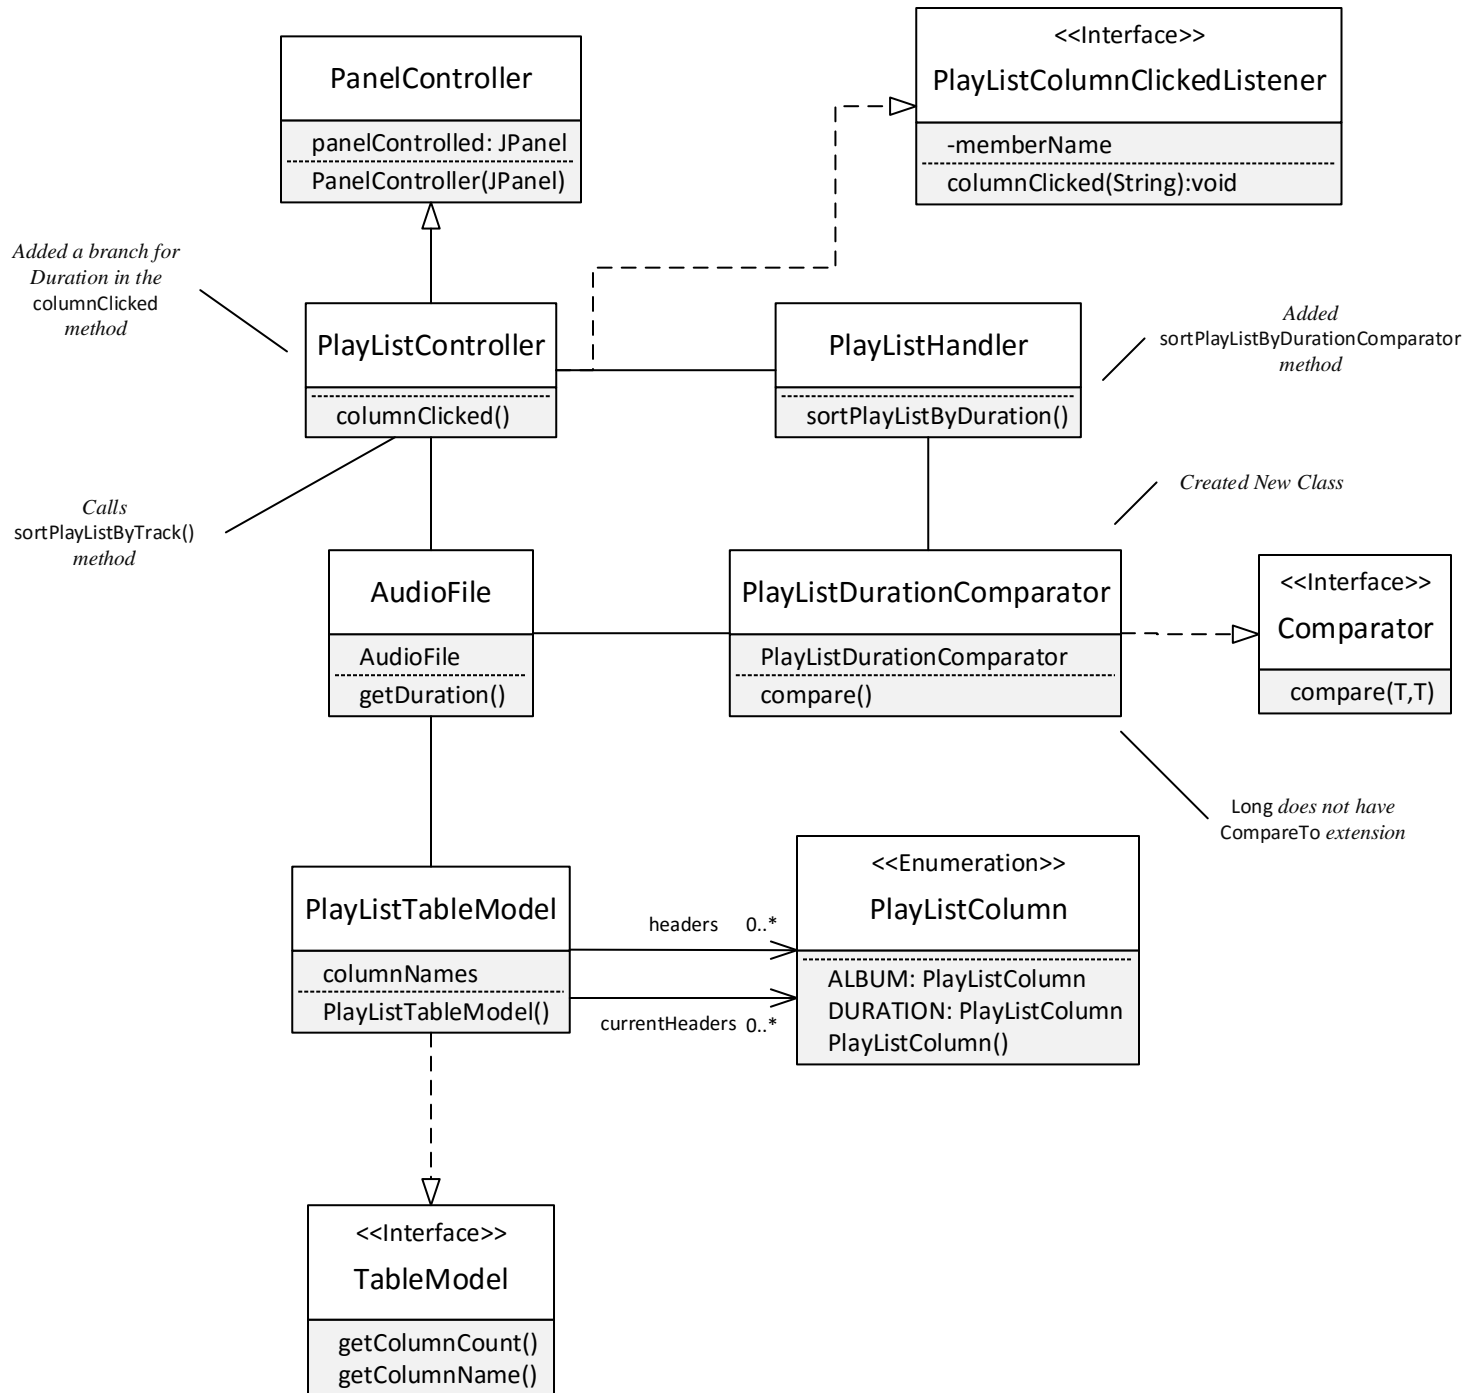 <<Interface>>
PlayListColumnClickedListener
-memberName
columnClicked(String):void
PanelController
panelControlled: JPanel
PanelController(JPanel)
Added a branch for
Duration in the
columnClicked
method
PlayListController
columnClicked()
PlayListHandler
sortPlayListByDuration()
Added
sortPlayListByDurationComparator
method
Calls
sortPlayListByTrack()
method
Created New Class
AudioFile
AudioFile
getDuration()
PlayListDurationComparator
PlayListDurationComparator
compare()
<<Interface>>
Comparator
compare(T,T)
Long does not have
CompareTo extension
PlayListTableModel
columnNames
PlayListTableModel()
headers 0..*
currentHeaders 0..*
<<Enumeration>>
PlayListColumn
ALBUM: PlayListColumn
DURATION: PlayListColumn
PlayListColumn()
<<Interface>>
TableModel
getColumnCount()
getColumnName()